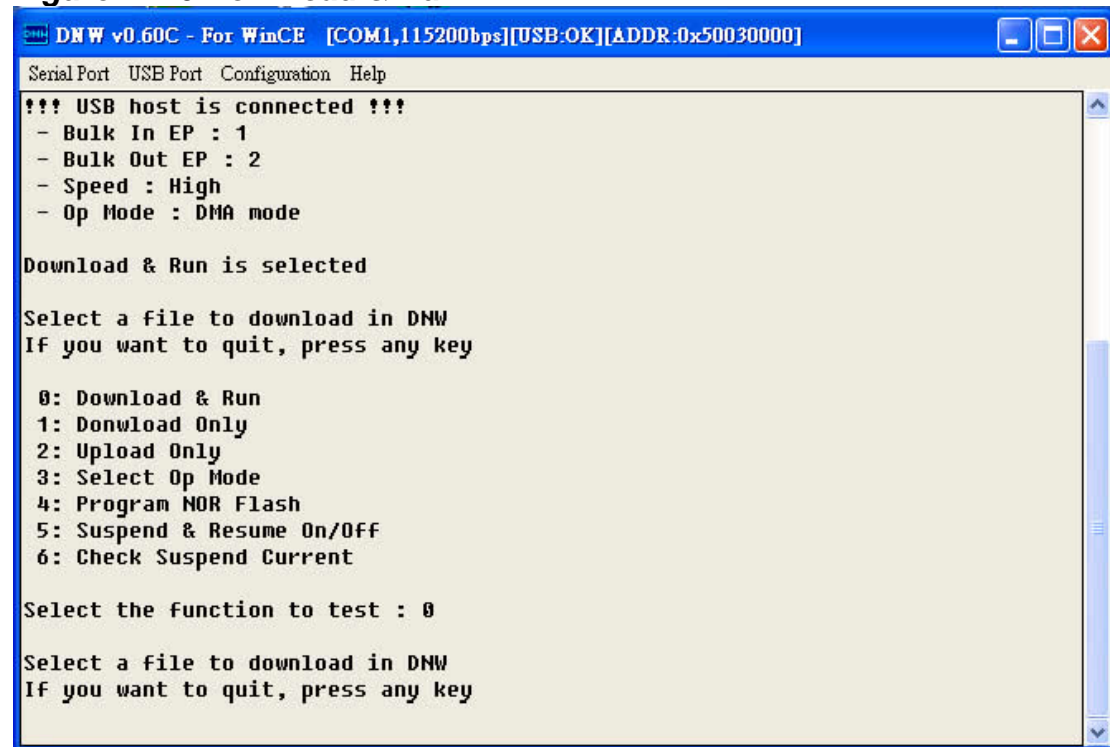 DNW v0.60C - For WinCE [COM1,115200bps][USB:OK][ADDR:0x50030000]
Serial Port USB Port Configuration Help
!!! USB host is connected !!!
- Bulk In EP : 1
- Bulk Out EP : 2
- Speed : High
- Op Mode : DMA mode
Download & Run is selected
Select a file to download in DNW
If you want to quit, press any key
0: Download & Run
1: Donwload Only
2: Upload Only
3: Select Op Mode
4: Program NOR Flash
5: Suspend & Resume On/Off
6: Check Suspend Current
Select the function to test : 0
Select a file to download in DNW
If you want to quit, press any key